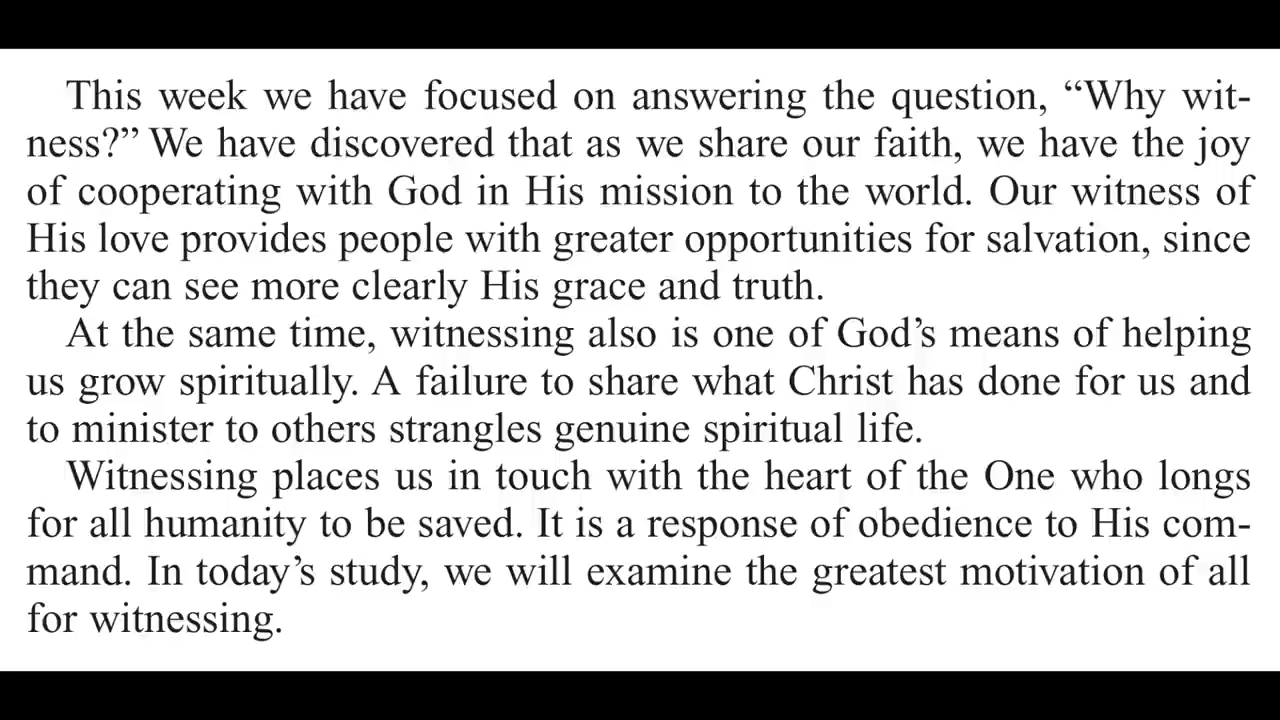 This week we have focused on answering the question, “Why wit-
ness?” We have discovered that as we share our faith, we have the joy
of cooperating with God in His mission to the world. Our witness of
His love provides people with greater opportunities for salvation, since
they can see more clearly His grace and truth.
At the same time, witnessing also is one of God’s means of helping
us grow spiritually. A failure to share what Christ has done for us and
to minister to others strangles genuine spiritual life.
Witnessing places us in touch with the heart of the One who longs
for all humanity to be saved. It is a response of obedience to His com-
mand. In today’s study, we will examine the greatest motivation of all
for witnessing.